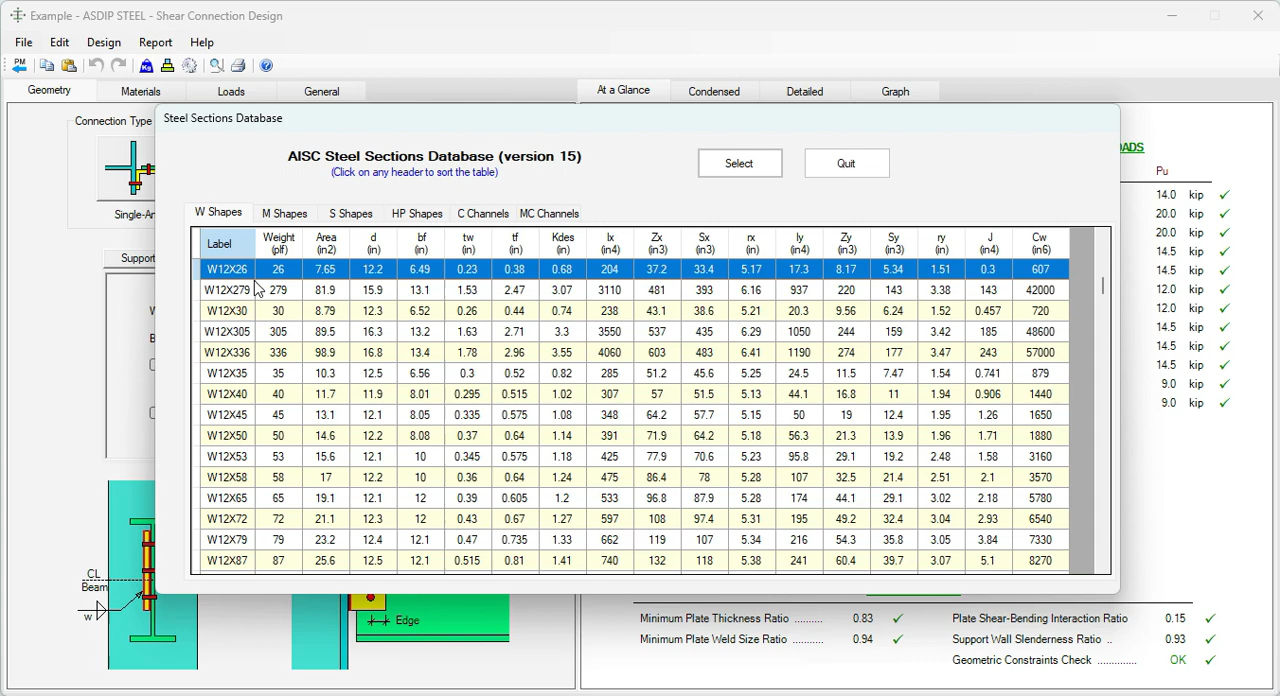 Example - ASDIP STEEL - Shear Connection Design
File Edit Design Report Help
PM Kg
Geometry Materials Loads General At a Glance Condensed Detailed Graph
Connection Type
Single-An
Support
Steel Sections Database
AISC Steel Sections Database (version 15)
(Click on any header to sort the table)
Select Quit
W Shapes M Shapes S Shapes HP Shapes C Channels MC Channels
Label Weight (plf) Area (in2) d (in) bf (in) tw (in) tf (in) Kdes (in) Ix (in4) Zx (in3) Sx (in3) rx (in) Iy (in4) Zy (in3) Sy (in3) ry (in) J (in4) Cw (in6)
W12X26 26 7.65 12.2 6.49 0.23 0.38 0.68 204 37.2 33.4 5.17 17.3 8.17 5.34 1.51 0.3 607
W12X279 279 81.9 15.9 13.1 1.53 2.47 3.07 3110 481 393 6.16 937 220 143 3.38 143 42000
W12X30 30 8.79 12.3 6.52 0.26 0.44 0.74 238 43.1 38.6 5.21 20.3 9.56 6.24 1.52 0.457 720
W12X305 305 89.5 16.3 13.2 1.63 2.71 3.3 3550 537 435 6.29 1050 244 159 3.42 185 48600
W12X336 336 98.9 16.8 13.4 1.78 2.96 3.55 4060 603 483 6.41 1190 274 177 3.47 243 57000
W12X35 35 10.3 12.5 6.56 0.3 0.52 0.82 285 51.2 45.6 5.25 24.5 11.5 7.47 1.54 0.741 879
W12X40 40 11.7 11.9 8.01 0.295 0.515 1.02 307 57 51.5 5.13 44.1 16.8 11 1.94 0.906 1440
W12X45 45 13.1 12.1 8.05 0.335 0.575 1.08 348 64.2 57.7 5.15 50 19 12.4 1.95 1.26 1650
W12X50 50 14.6 12.2 8.08 0.37 0.64 1.14 391 71.9 64.2 5.18 56.3 21.3 13.9 1.96 1.71 1880
W12X53 53 15.6 12.1 10 0.345 0.575 1.18 425 77.9 70.6 5.23 95.8 29.1 19.2 2.48 1.58 3160
W12X58 58 17 12.2 10 0.36 0.64 1.24 475 86.4 78 5.28 107 32.5 21.4 2.51 2.1 3570
W12X65 65 19.1 12.1 12 0.39 0.605 1.2 533 96.8 87.9 5.28 174 44.1 29.1 3.02 2.18 5780
W12X72 72 21.1 12.3 12 0.43 0.67 1.27 597 108 97.4 5.31 195 49.2 32.4 3.04 2.93 6540
W12X79 79 23.2 12.4 12.1 0.47 0.735 1.33 662 119 107 5.34 216 54.3 35.8 3.05 3.84 7330
W12X87 87 25.6 12.5 12.1 0.515 0.81 1.41 740 132 118 5.38 241 60.4 39.7 3.07 5.1 8270
ADS
Pu
14.0 kip
20.0 kip
20.0 kip
14.5 kip
14.5 kip
12.0 kip
12.0 kip
14.5 kip
14.5 kip
14.5 kip
9.0 kip
9.0 kip
CL
Beam
w
Edge
Minimum Plate Thickness Ratio ........ 0.83 Plate Shear-Bending Interaction Ratio 0.15
Minimum Plate Weld Size Ratio ......... 0.94 Support Wall Slenderness Ratio .. 0.93
Geometric Constraints Check ............. OK